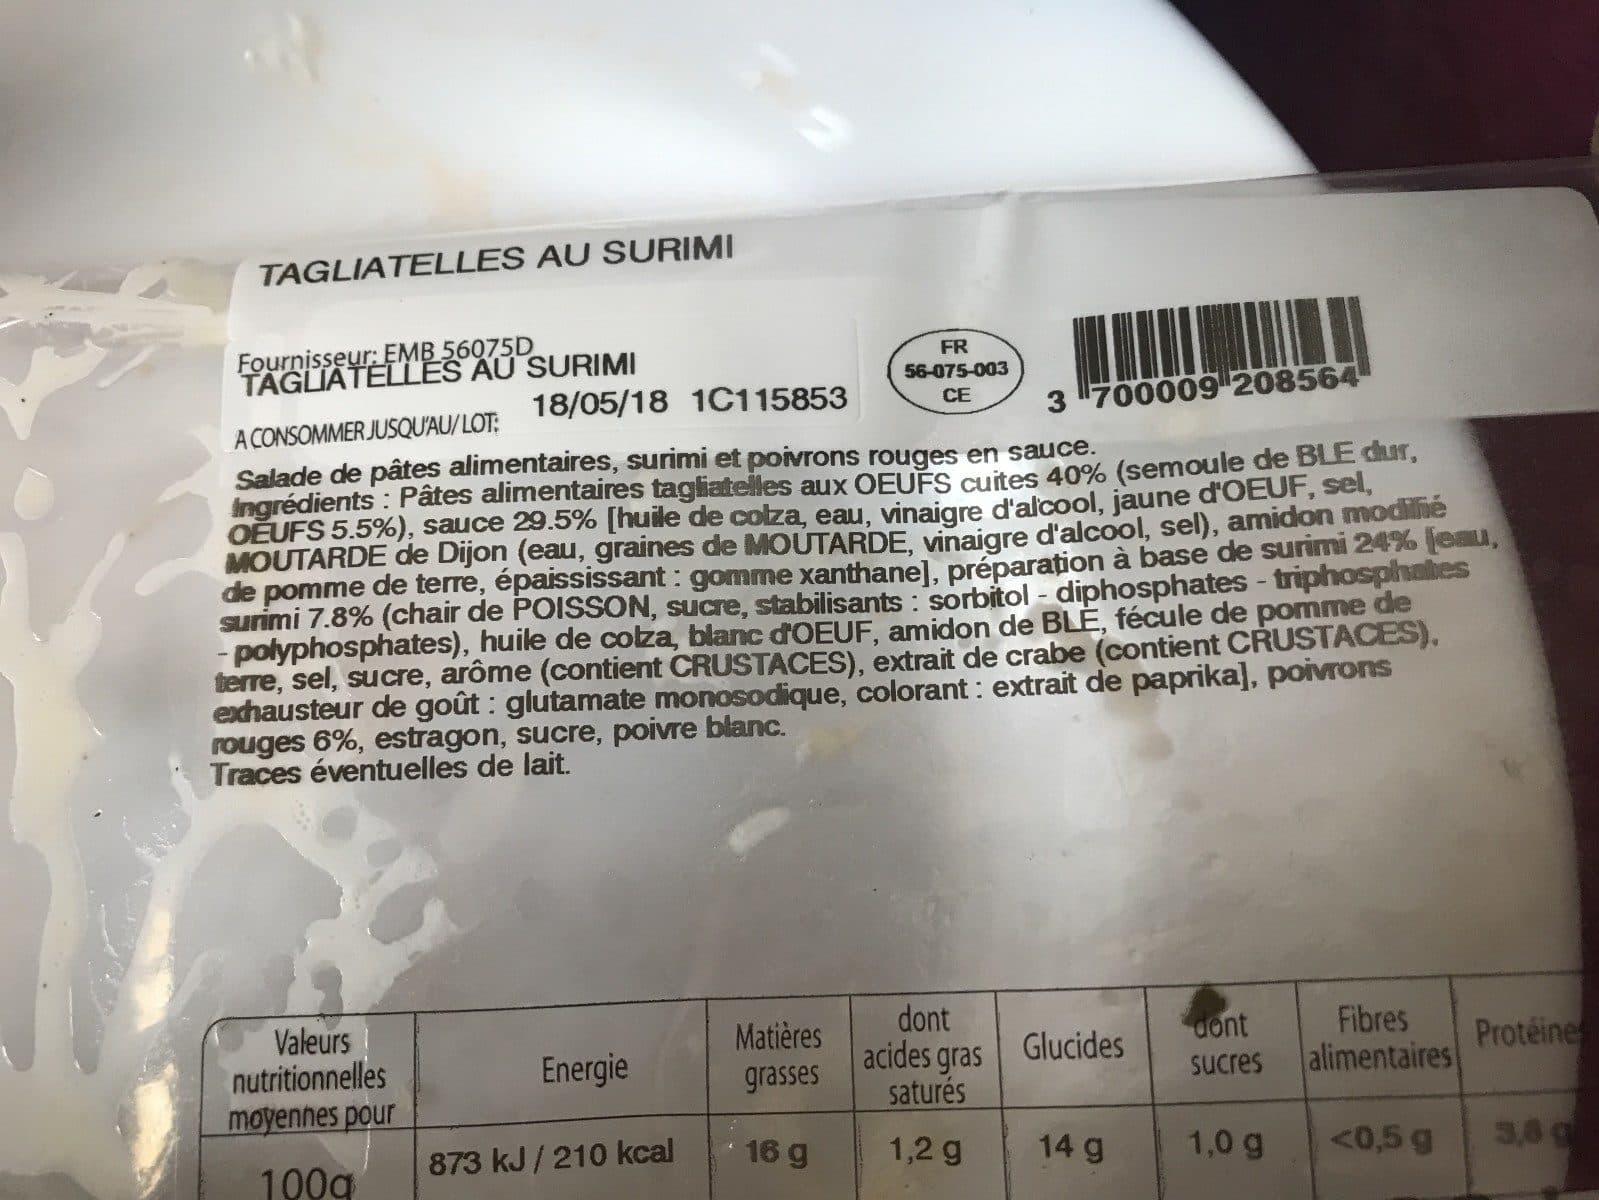 TAGLIATELLES AU SURIMI
Fournisseur: EMB 56075D
TAGLIATELLES AU SURIMI
A CONSOMMER JUSQU'AU/ LOT: 18/05/18 1C115853
FR
56-075-003
CE
3 700009 208564
Salade de pâtes alimentaires, surimi et poivrons rouges en sauce.
Ingrédients : Pâtes alimentaires tagliatelles aux OEUFS cuites 40% (semoule de BLE dur,
OEUFS 5.5%), sauce 29.5% [huile de colza, eau, vinaigre d'alcool, jaune d'OEUF, sel,
MOUTARDE de Dijon (eau, graines de MOUTARDE, vinaigre d'alcool, sel), amidon modifié
de pomme de terre, épaississant : gomme xanthane], préparation à base de surimi 24% [eau,
surimi 7.8% (chair de POISSON, sucre, stabilisants : sorbitol - diphosphates - triphosphates
- polyphosphates), huile de colza, blanc d'OEUF, amidon de BLE, fécule de pomme de
terre, sel, sucre, arôme (contient CRUSTACES), extrait de crabe (contient CRUSTACES),
exhausteur de goût : glutamate monosodique, colorant : extrait de paprika], poivrons
rouges 6%, estragon, sucre, poivre blanc.
Traces éventuelles de lait.
Valeurs nutritionnelles moyennes pour 100g
Energie
Matières grasses
dont acides gras saturés
Glucides
dont sucres
Fibres alimentaires
Protéines
873 kJ / 210 kcal
16 g
1,2 g
14 g
1,0 g
<0,5 g